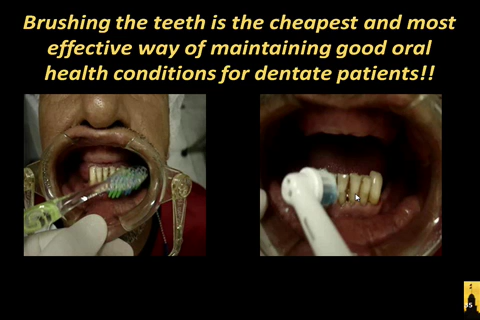 Brushing the teeth is the cheapest and most
effective way of maintaining good oral
health conditions for dentate patients!!
15